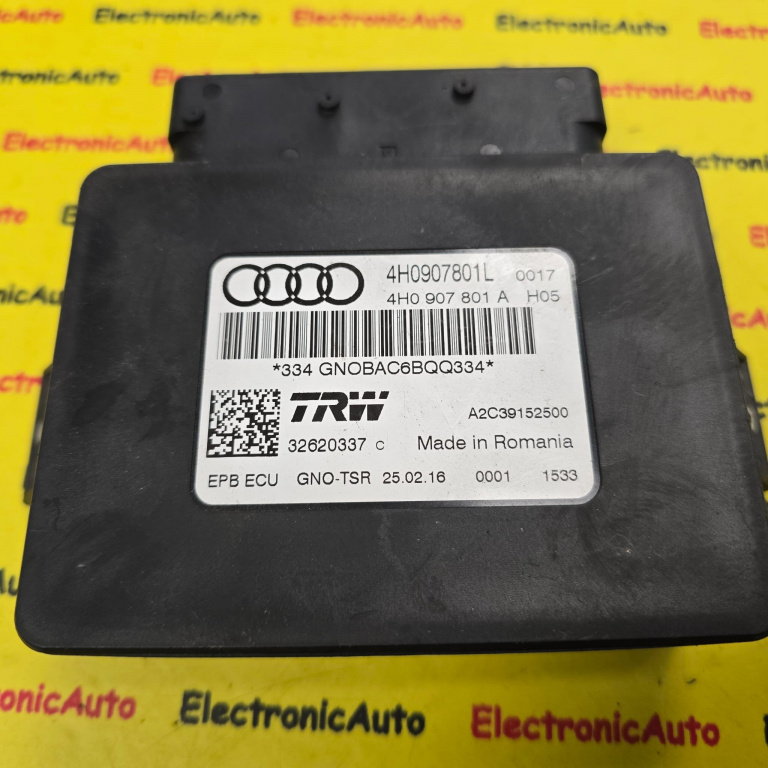 ElectronicAuto ElectronicAuto
ElectronicAuto ElectronicAuto
ElectronicAuto
4H0907801L 0017
4H0 907 801 A H05
*334 GNOBAC6BQQ334*
TRW A2C39152500
32620337 C Made in Romania
EPB ECU GNO-TSR 25.02.16 0001 1533
ElectronicAuto ElectronicAuto